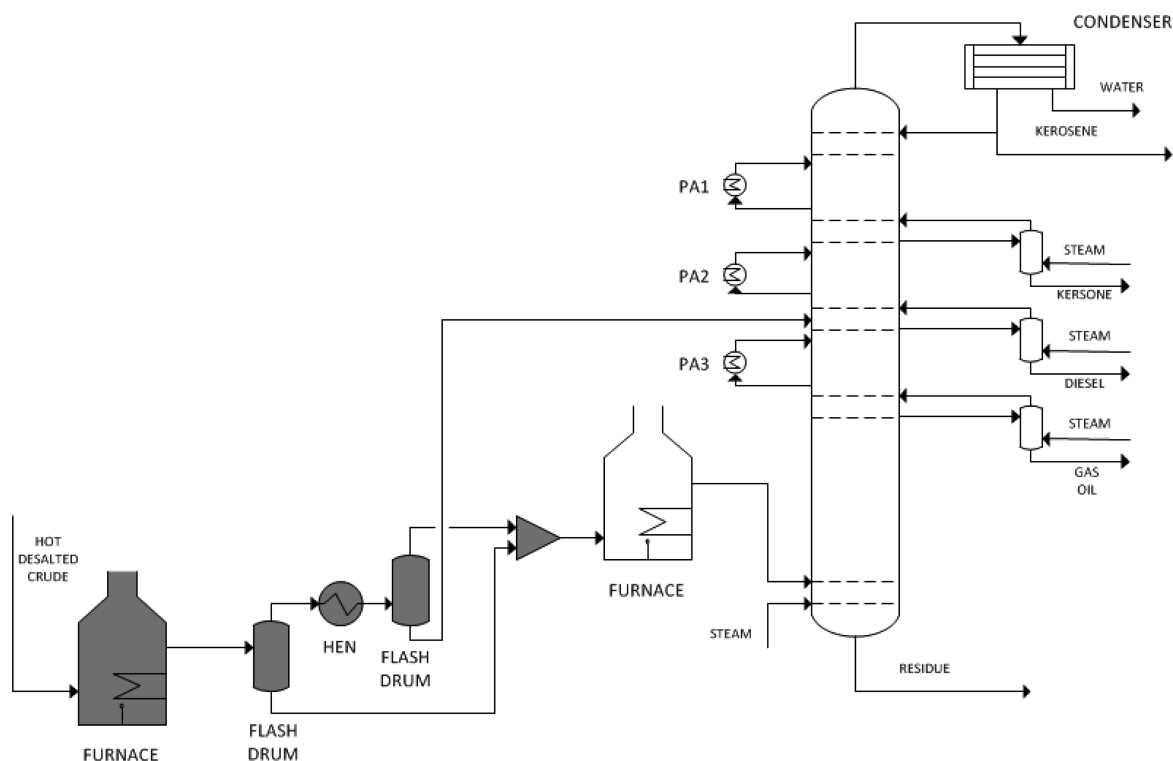 CONDENSER
WATER
KEROSENE
PA1
STEAM
KERSONE
PA2
STEAM
DIESEL
PA3
STEAM
GAS
OIL
HOT
DESALTED
CRUDE
FURNACE
HEN
FLASH
DRUM
FLASH
DRUM
FURNACE
STEAM
RESIDUE